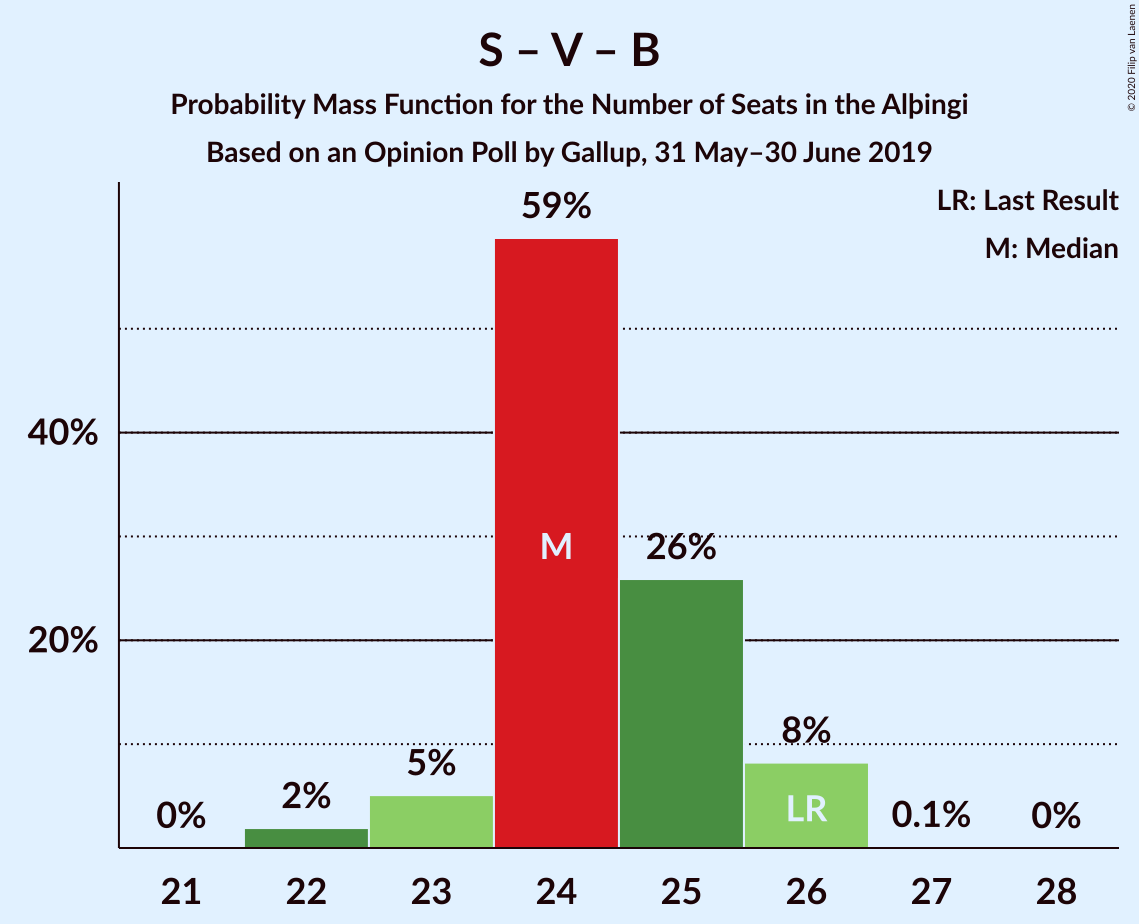 S – V – B
Probability Mass Function for the Number of Seats in the Alþingi
Based on an Opinion Poll by Gallup, 31 May–30 June 2019
© 2020 Filip van Laenen
LR: Last Result
M: Median
59%
40%
M
26%
20%
8%
5%
LR
2%
0%
0.1%
0%
21 22 23 24 25 26 27 28